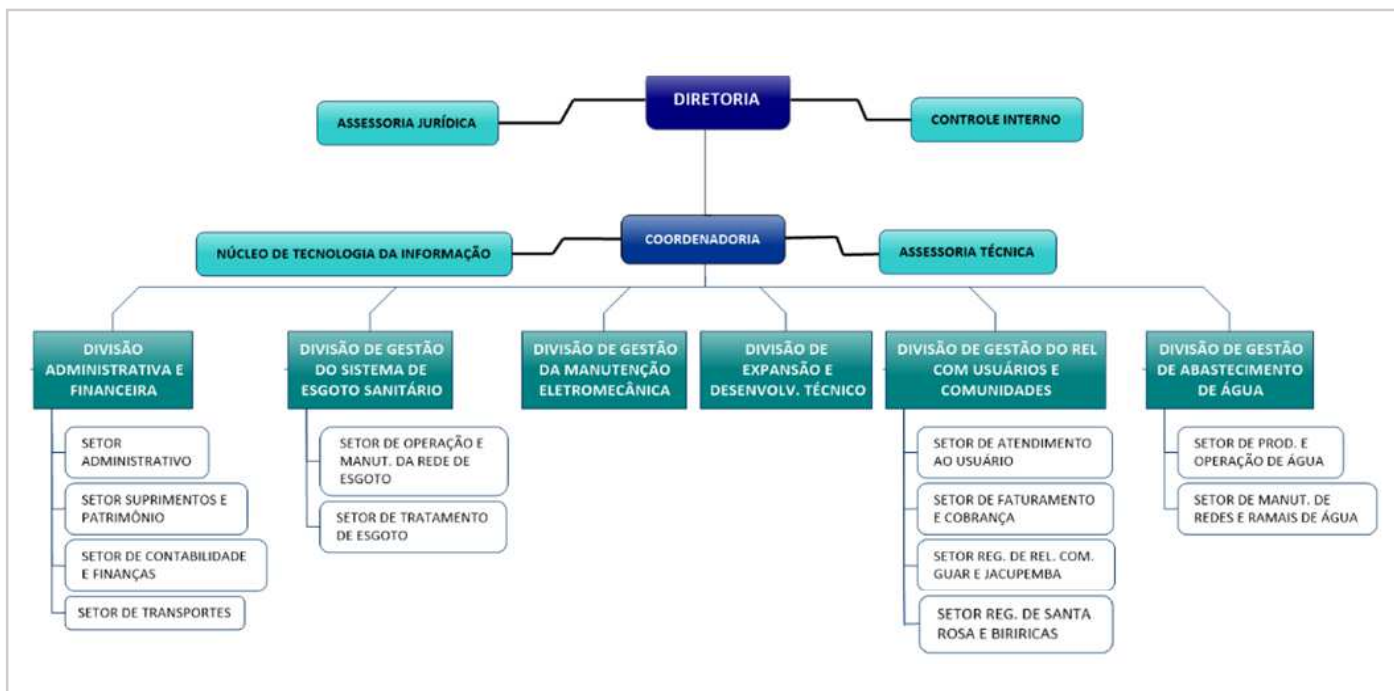 DIRETORIA
ASSESSORIA JURÍDICA
CONTROLE INTERNO
COORDENADORIA
NÚCLEO DE TECNOLOGIA DA INFORMAÇÃO
ASSESSORIA TÉCNICA
DIVISÃO
ADMINISTRATIVA E
FINANCEIRA
SETOR
ADMINISTRATIVO
SETOR SUPRIMENTOS E
PATRIMÔNIO
SETOR DE CONTABILIDADE
E FINANÇAS
SETOR DE TRANSPORTES
DIVISÃO DE GESTÃO
DO SISTEMA DE
ESGOTO SANITÁRIO
SETOR DE OPERAÇÃO E
MANUT. DA REDE DE
ESGOTO
SETOR DE TRATAMENTO
DE ESGOTO
DIVISÃO DE GESTÃO
DA MANUTENÇÃO
ELETROMECÂNICA
DIVISÃO DE
EXPANSÃO E
DESENVOLV. TÉCNICO
DIVISÃO DE GESTÃO DO REL
COM USUÁRIOS E
COMUNIDADES
SETOR DE ATENDIMENTO
AO USUÁRIO
SETOR DE FATURAMENTO
E COBRANÇA
SETOR REG. DE REL. COM.
GUAR E JACUPEMBA
SETOR REG. DE SANTA
ROSA E BIRIRICAS
DIVISÃO DE GESTÃO
DE ABASTECIMENTO
DE ÁGUA
SETOR DE PROD. E
OPERAÇÃO DE ÁGUA
SETOR DE MANUT. DE
REDES E RAMAIS DE ÁGUA